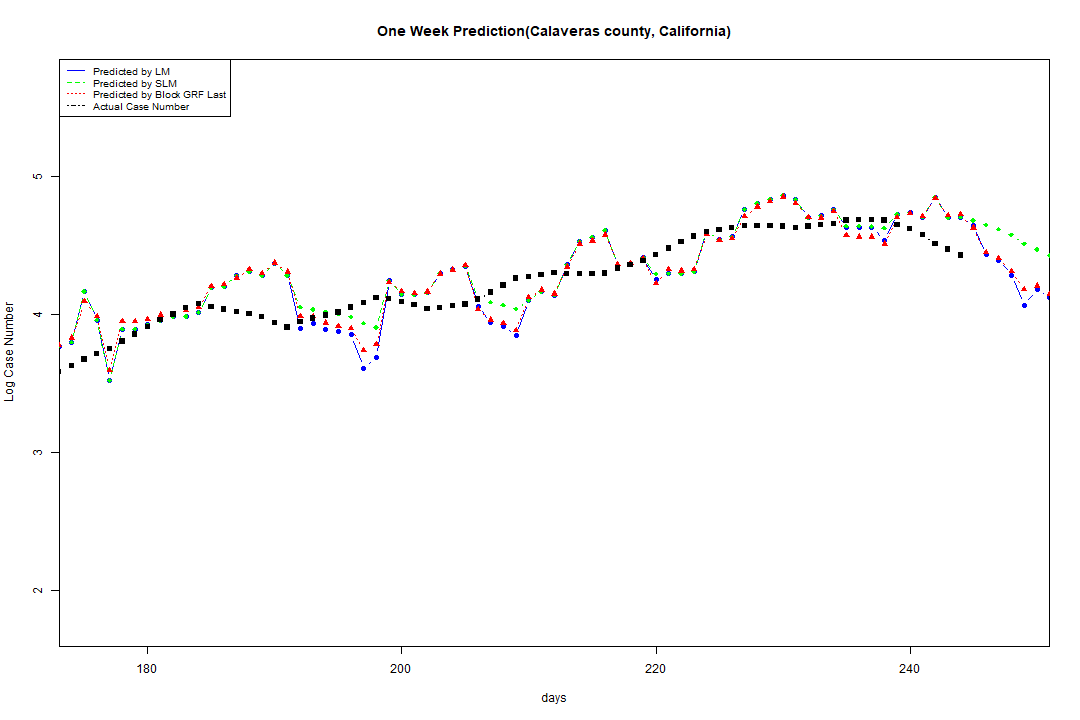 One Week Prediction(Calaveras county, California)
Predicted by LM
Predicted by SLM
Predicted by Block GRF Last
Actual Case Number
5
4
3
2
Log Case Number
180 200 220 240
days